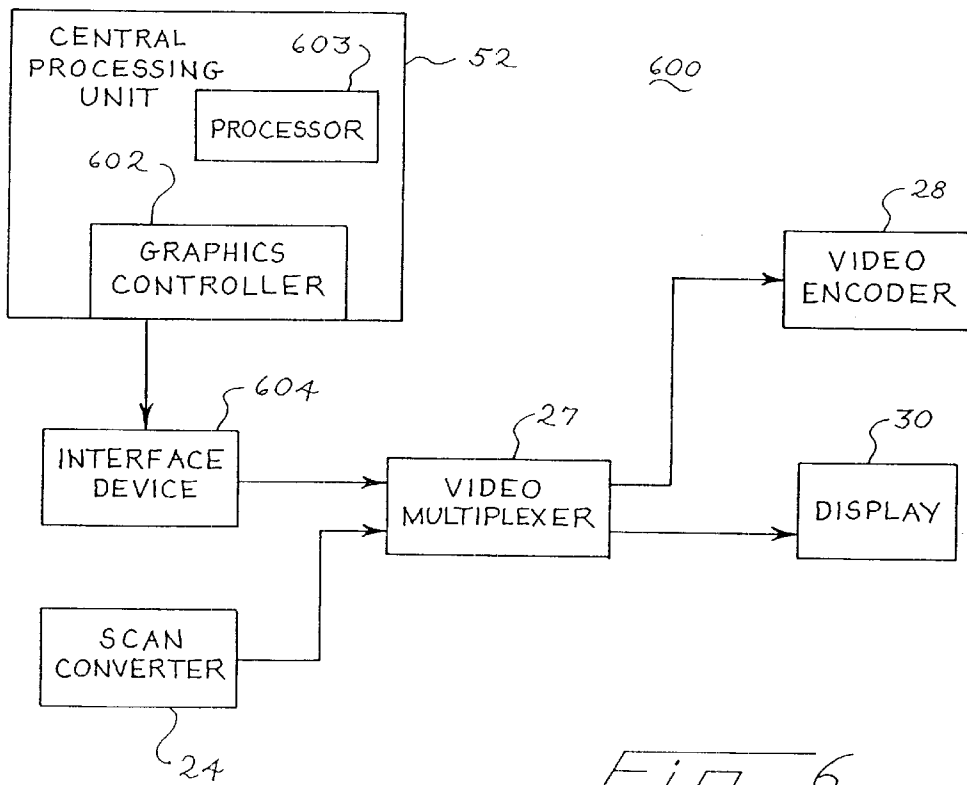 CENTRAL
PROCESSING
UNIT
603
52
600
PROCESSOR
602
GRAPHICS
CONTROLLER
28
VIDEO
ENCODER
604
INTERFACE
DEVICE
27
VIDEO
MULTIPLEXER
30
DISPLAY
SCAN
CONVERTER
24
Fig. 6